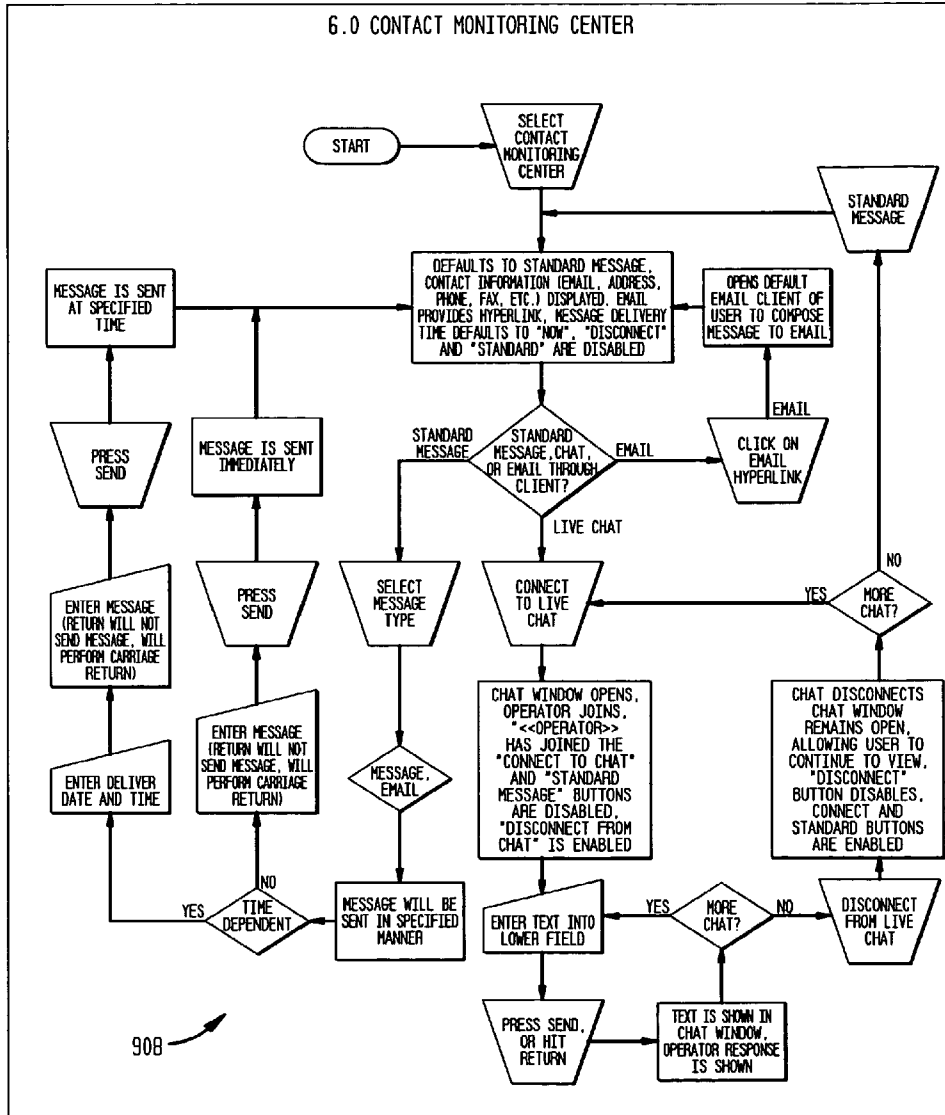 6.0 CONTACT MONITORING CENTER
START
SELECT
CONTACT
MONITORING
CENTER
STANDARD
MESSAGE
MESSAGE IS SENT
AT SPECIFIED
TIME
DEFAULTS TO STANDARD MESSAGE,
CONTACT INFORMATION (EMAIL, ADDRESS,
PHONE, FAX, ETC.) DISPLAYED. EMAIL
PROVIDES HYPERLINK, MESSAGE DELIVERY
TIME DEFAULTS TO "NOW". "DISCONNECT"
AND "STANDARD" ARE DISABLED
OPENS DEFAULT
EMAIL CLIENT OF
USER TO COMPOSE
MESSAGE TO EMAIL
EMAIL
PRESS
SEND
MESSAGE IS SENT
IMMEDIATELY
STANDARD
MESSAGE
STANDARD
MESSAGE, CHAT,
OR EMAIL THROUGH
CLIENT?
EMAIL
CLICK ON
EMAIL
HYPERLINK
LIVE CHAT
ENTER MESSAGE
(RETURN WILL NOT
SEND MESSAGE, WILL
PERFORM CARRIAGE
RETURN)
PRESS
SEND
SELECT
MESSAGE
TYPE
CONNECT
TO LIVE
CHAT
YES
MORE
CHAT?
NO
ENTER DELIVER
DATE AND TIME
ENTER MESSAGE
(RETURN WILL NOT
SEND MESSAGE, WILL
PERFORM CARRIAGE
RETURN)
MESSAGE,
EMAIL
CHAT WINDOW OPENS,
OPERATOR JOINS,
"<<OPERATOR>>
HAS JOINED THE
"CONNECT TO CHAT"
AND "STANDARD
MESSAGE" BUTTONS
ARE DISABLED,
"DISCONNECT FROM
CHAT" IS ENABLED
CHAT DISCONNECTS
CHAT WINDOW
REMAINS OPEN,
ALLOWING USER TO
CONTINUE TO VIEW,
"DISCONNECT"
BUTTON DISABLES,
CONNECT AND
STANDARD BUTTONS
ARE ENABLED
YES
TIME
DEPENDENT
NO
MESSAGE WILL BE
SENT IN SPECIFIED
MANNER
ENTER TEXT INTO
LOWER FIELD
YES
MORE
CHAT?
NO
DISCONNECT
FROM LIVE
CHAT
PRESS SEND,
OR HIT
RETURN
TEXT IS SHOWN IN
CHAT WINDOW,
OPERATOR RESPONSE
IS SHOWN
908